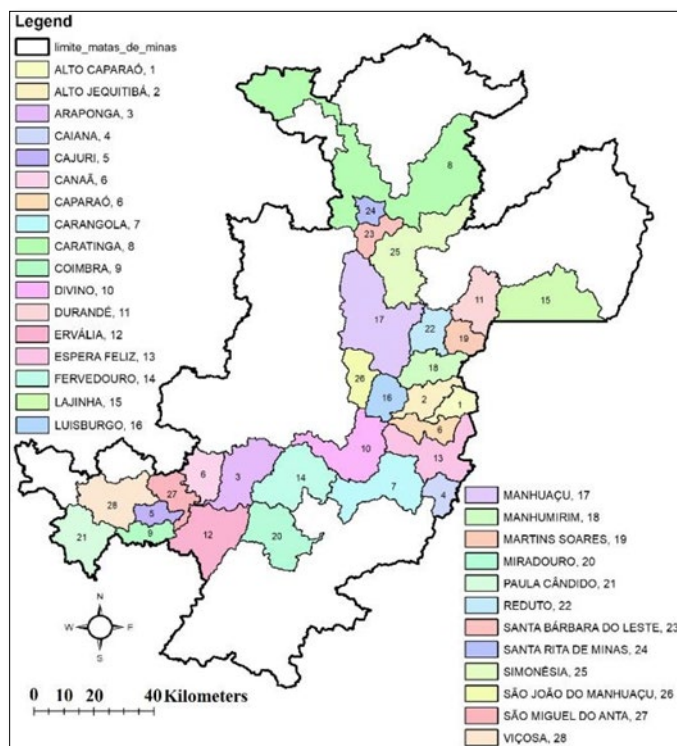 Legend
limite_matas_de_minas
ALTO CAPARAÓ, 1
ALTO JEQUITIBÁ, 2
ARAPONGA, 3
CAIANA, 4
CAJURI, 5
CANAÃ, 6
CAPARAÓ, 6
CARANGOLA, 7
CARATINGA, 8
COIMBRA, 9
DIVINO, 10
DURANDÉ, 11
ERVÁLIA, 12
ESPERA FELIZ, 13
FERVEDOURO, 14
LAJINHA, 15
LUISBURGO, 16
8
24
23
25
11
15
17
22
19
18
26
16
2
1
6
10
13
6
3
14
7
4
27
28
5
9
21
12
20
N
W
E
S
0 10 20 40 Kilometers
MANHUAÇU, 17
MANHUMIRIM, 18
MARTINS SOARES, 19
MIRADOURO, 20
PAULA CÂNDIDO, 21
REDUTO, 22
SANTA BÁRBARA DO LESTE, 23
SANTA RITA DE MINAS, 24
SIMONÉSIA, 25
SÃO JOÃO DO MANHUAÇU, 26
SÃO MIGUEL DO ANTA, 27
VIÇOSA, 28